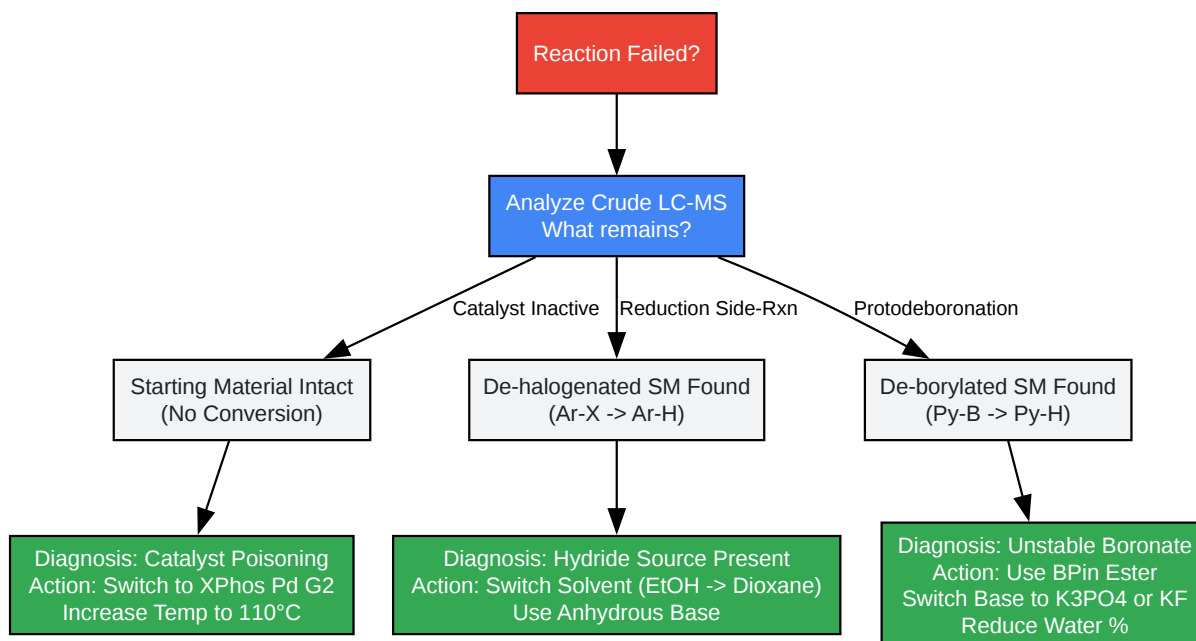 Reaction Failed?
Analyze Crude LC-MS
What remains?
Catalyst Inactive
Reduction Side-Rxn
Protodeboronation
Starting Material Intact
(No Conversion)
De-halogenated SM Found
(Ar-X -> Ar-H)
De-borylated SM Found
(Py-B -> Py-H)
Diagnosis: Catalyst Poisoning
Action: Switch to XPhos Pd G2
Increase Temp to 110°C
Diagnosis: Hydride Source Present
Action: Switch Solvent (EtOH -> Dioxane)
Use Anhydrous Base
Diagnosis: Unstable Boronate
Action: Use BPin Ester
Switch Base to K3PO4 or KF
Reduce Water %